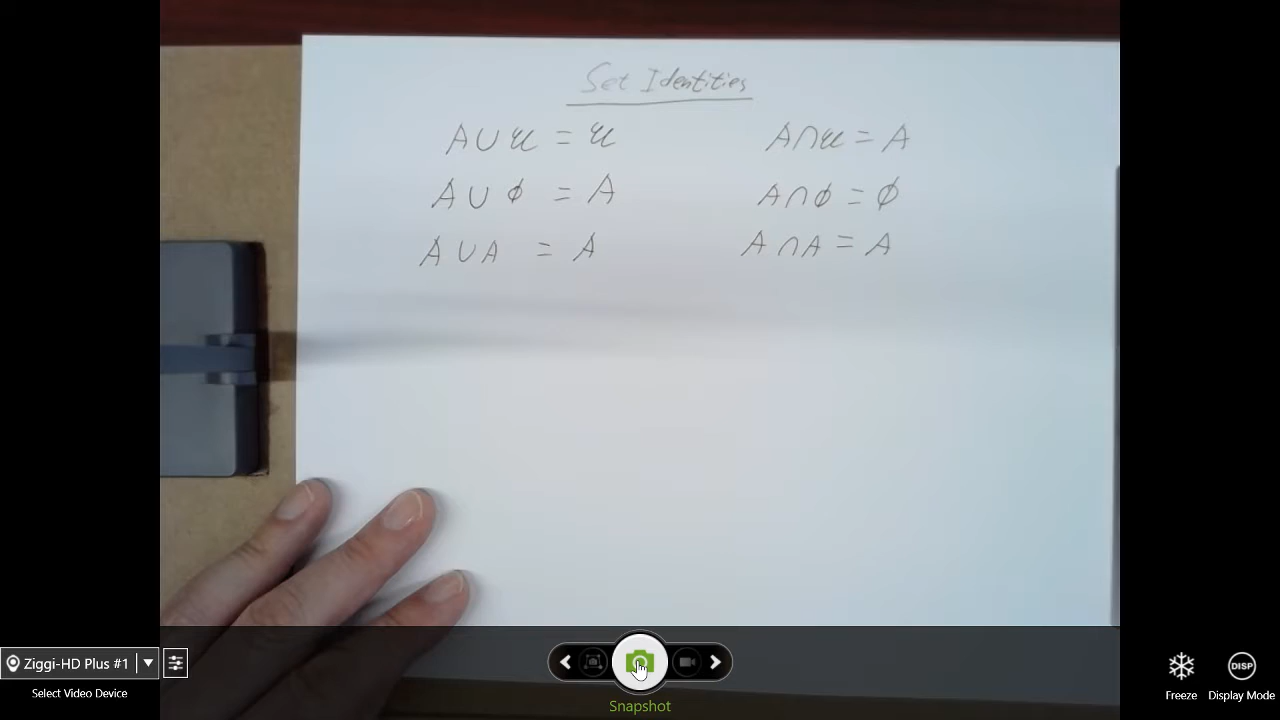 Set Identities
A ∪ 𝒰 = 𝒰 A ∩ 𝒰 = A
A ∪ ϕ = A A ∩ ϕ = ϕ
A ∪ A = A A ∩ A = A
Ziggi-HD Plus #1
Select Video Device
Snapshot
Freeze
DISP
Display Mode